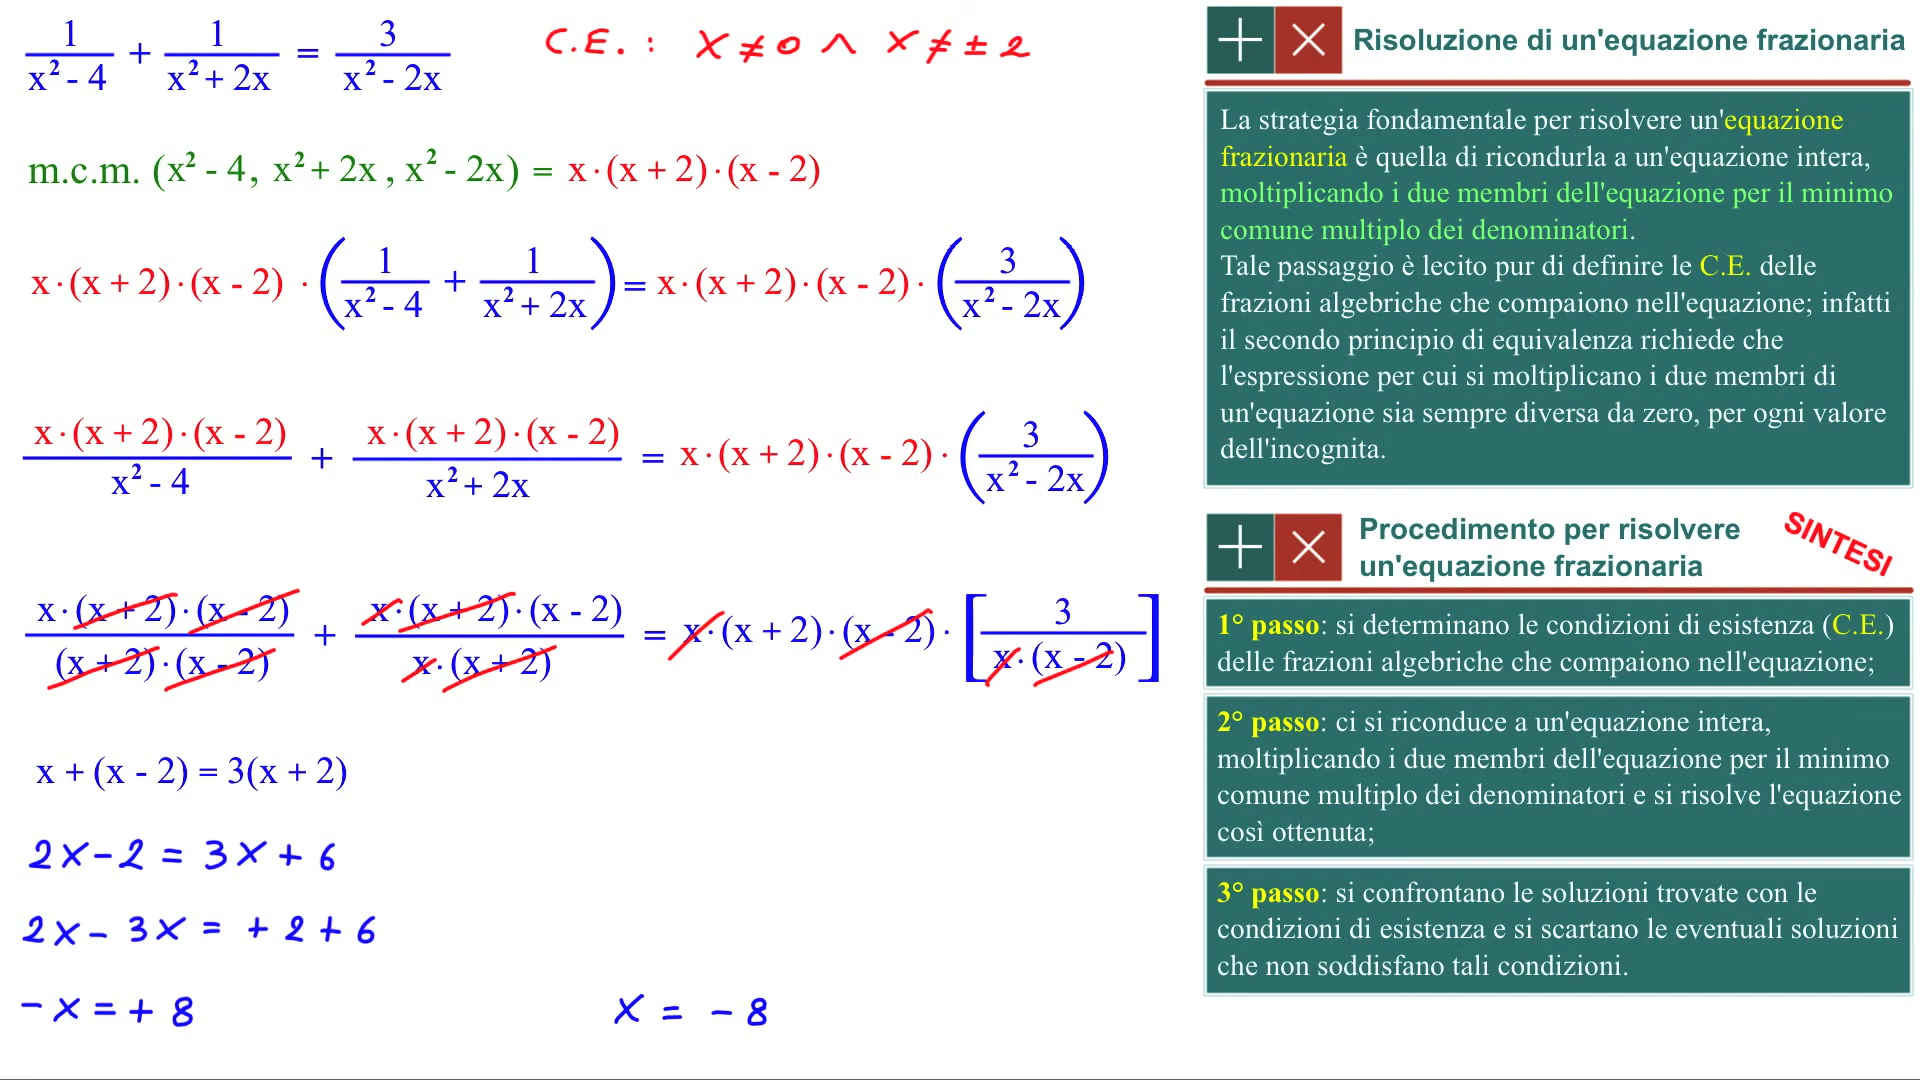 1/(x² - 4) + 1/(x² + 2x) = 3/(x² - 2x)
C.E. : x ≠ 0 ∧ x ≠ ± 2
m.c.m. (x² - 4, x² + 2x , x² - 2x) = x · (x + 2) · (x - 2)
x · (x + 2) · (x - 2) · (1/(x² - 4) + 1/(x² + 2x)) = x · (x + 2) · (x - 2) · (3/(x² - 2x))
x · (x + 2) · (x - 2)/(x² - 4) + x · (x + 2) · (x - 2)/(x² + 2x) = x · (x + 2) · (x - 2) · (3/(x² - 2x))
x · (x + 2) · (x - 2)/((x + 2) · (x - 2)) + x · (x + 2) · (x - 2)/(x · (x + 2)) = x · (x + 2) · (x - 2) · [3/(x · (x - 2))]
x + (x - 2) = 3(x + 2)
2x - 2 = 3x + 6
2x - 3x = + 2 + 6
- x = + 8
x = - 8
Risoluzione di un'equazione frazionaria
La strategia fondamentale per risolvere un'equazione
frazionaria è quella di ricondurla a un'equazione intera,
moltiplicando i due membri dell'equazione per il minimo
comune multiplo dei denominatori.
Tale passaggio è lecito pur di definire le C.E. delle
frazioni algebriche che compaiono nell'equazione; infatti
il secondo principio di equivalenza richiede che
l'espressione per cui si moltiplicano i due membri di
un'equazione sia sempre diversa da zero, per ogni valore
dell'incognita.
Procedimento per risolvere
un'equazione frazionaria
SINTESI
1° passo: si determinano le condizioni di esistenza (C.E.)
delle frazioni algebriche che compaiono nell'equazione;
2° passo: ci si riconduce a un'equazione intera,
moltiplicando i due membri dell'equazione per il minimo
comune multiplo dei denominatori e si risolve l'equazione
così ottenuta;
3° passo: si confrontano le soluzioni trovate con le
condizioni di esistenza e si scartano le eventuali soluzioni
che non soddisfano tali condizioni.